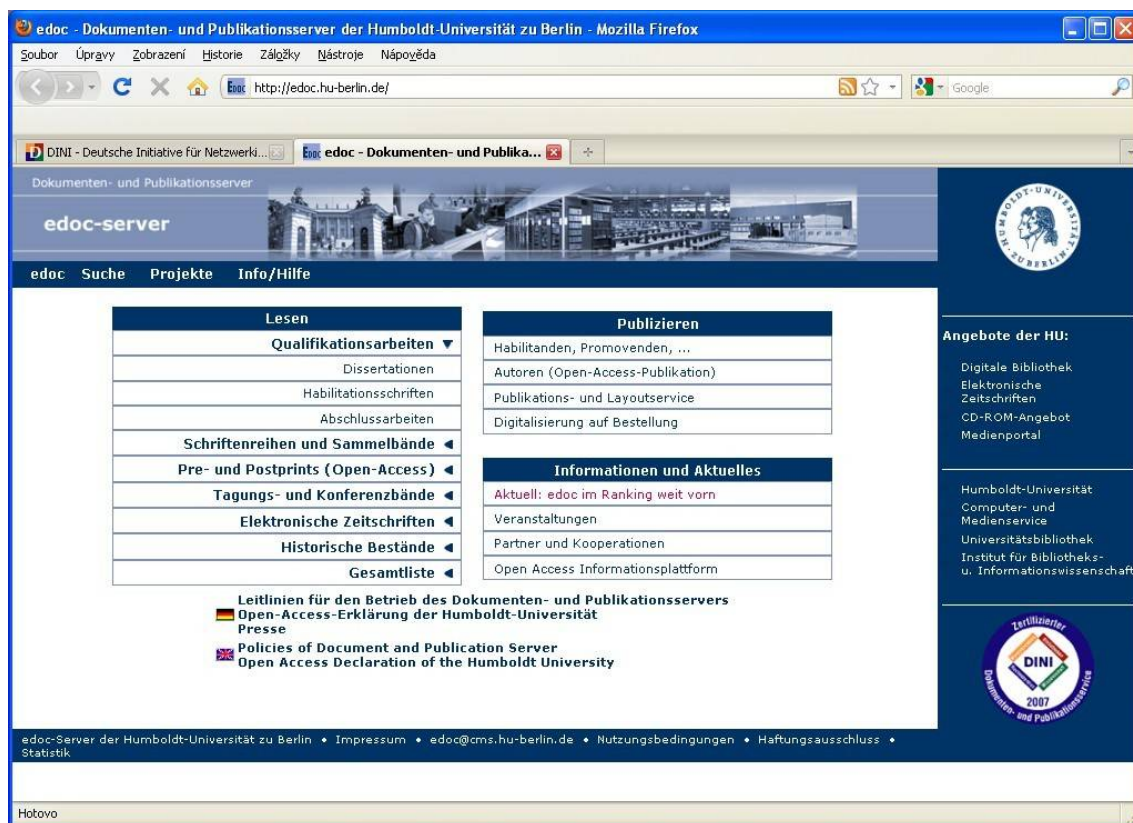 edoc - Dokumenten- und Publikationsserver der Humboldt-Universität zu Berlin - Mozilla Firefox
Soubor Úpravy Zobrazení Historie Záložky Nástroje Nápověda
http://edoc.hu-berlin.de/
Google
DINI - Deutsche Initiative für Netzwerki...
edoc - Dokumenten- und Publika...
Dokumenten- und Publikationsserver
edoc-server
HUMBOLDT-UNIVERSITÄT ZU BERLIN
edoc Suche Projekte Info/Hilfe
Lesen
Qualifikationsarbeiten
Dissertationen
Habilitationsschriften
Abschlussarbeiten
Schriftenreihen und Sammelbände
Pre- und Postprints (Open-Access)
Tagungs- und Konferenzbände
Elektronische Zeitschriften
Historische Bestände
Gesamtliste
Publizieren
Habilitanden, Promovenden, ...
Autoren (Open-Access-Publikation)
Publikations- und Layoutservice
Digitalisierung auf Bestellung
Informationen und Aktuelles
Aktuell: edoc im Ranking weit vorn
Veranstaltungen
Partner und Kooperationen
Open Access Informationsplattform
Leitlinien für den Betrieb des Dokumenten- und Publikationsservers
Open-Access-Erklärung der Humboldt-Universität
Presse
Policies of Document and Publication Server
Open Access Declaration of the Humboldt University
Angebote der HU:
Digitale Bibliothek
Elektronische
Zeitschriften
CD-ROM-Angebot
Medienportal
Humboldt-Universität
Computer- und
Medienservice
Universitätsbibliothek
Institut für Bibliotheks-
u. Informationswissenschaft
Zertifizierter
DINI
2007
Dokumenten- und Publikationsservice
edoc-Server der Humboldt-Universität zu Berlin • Impressum • edoc@cms.hu-berlin.de • Nutzungsbedingungen • Haftungsausschluss •
Statistik
Hotovo